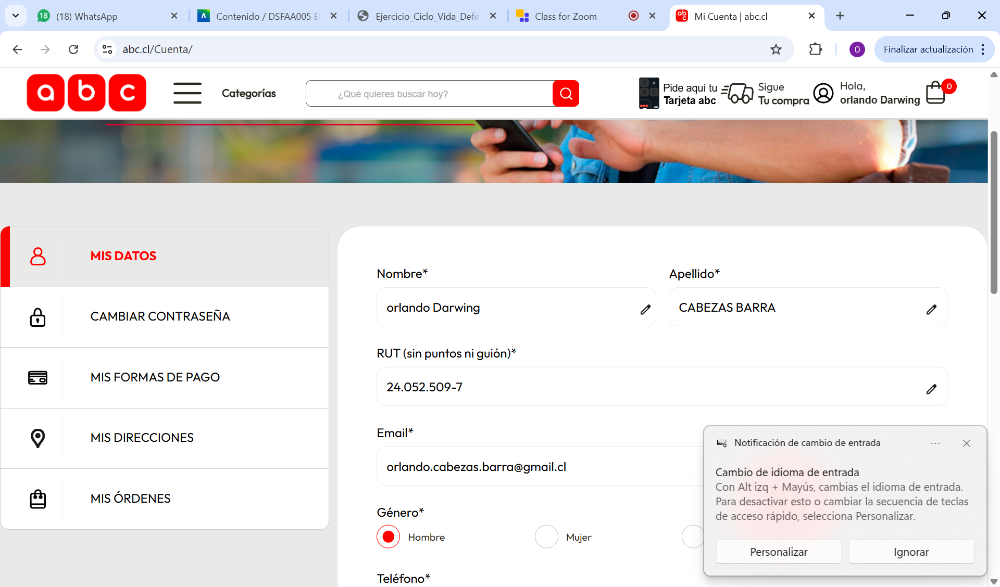 18
(18) WhatsApp
Contenido / DSFAA005 E
Ejercicio_Ciclo_Vida_Defe
Class for Zoom
abc
Mi Cuenta | abc.cl
abc.cl/Cuenta/
O
Finalizar actualización
abc
Categorías
¿Qué quieres buscar hoy?
Pide aquí tu
Tarjeta abc
Sigue
Tu compra
Hola,
orlando Darwing
0
MIS DATOS
CAMBIAR CONTRASEÑA
MIS FORMAS DE PAGO
MIS DIRECCIONES
MIS ÓRDENES
Nombre*
Apellido*
orlando Darwing
CABEZAS BARRA
RUT (sin puntos ni guión)*
24.052.509-7
Email*
orlando.cabezas.barra@gmail.cl
Género*
Hombre
Mujer
Teléfono*
Notificación de cambio de entrada
Cambio de idioma de entrada
Con Alt izq + Mayús, cambias el idioma de entrada.
Para desactivar esto o cambiar la secuencia de teclas
de acceso rápido, selecciona Personalizar.
Personalizar
Ignorar